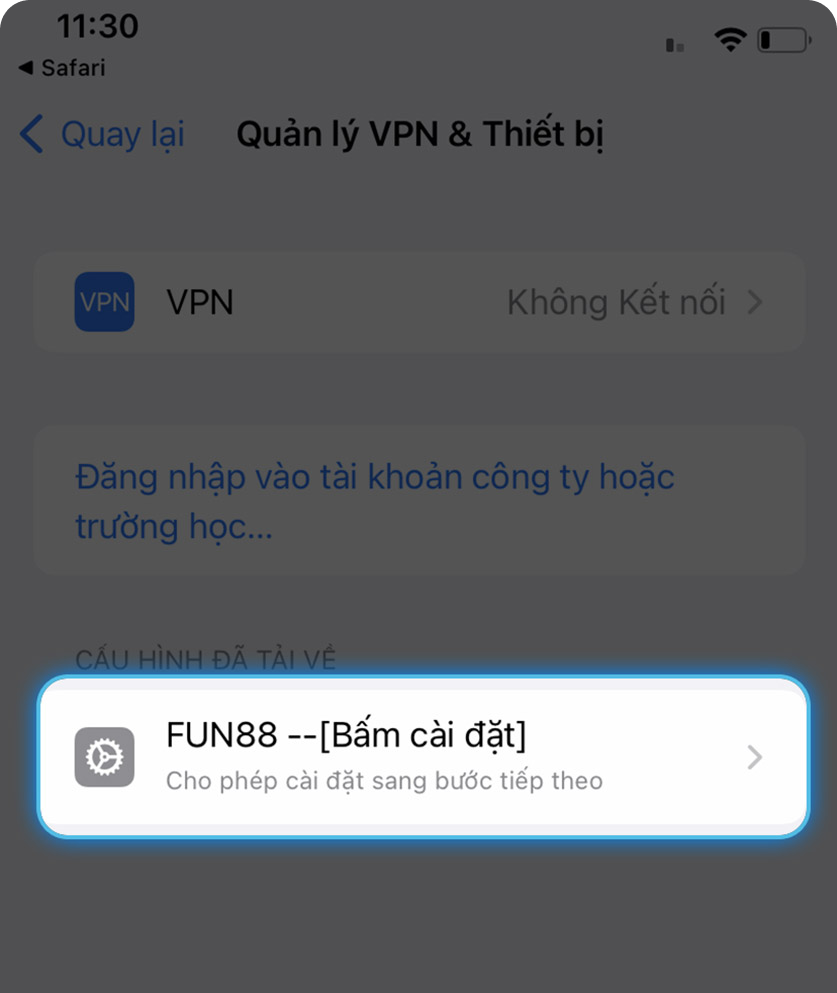 11:30
◀ Safari
Quay lại Quản lý VPN & Thiết bị
VPN VPN Không Kết nối
Đăng nhập vào tài khoản công ty hoặc
trường học...
CẤU HÌNH ĐÃ TẢI VỀ
FUN88 --[Bấm cài đặt]
Cho phép cài đặt sang bước tiếp theo